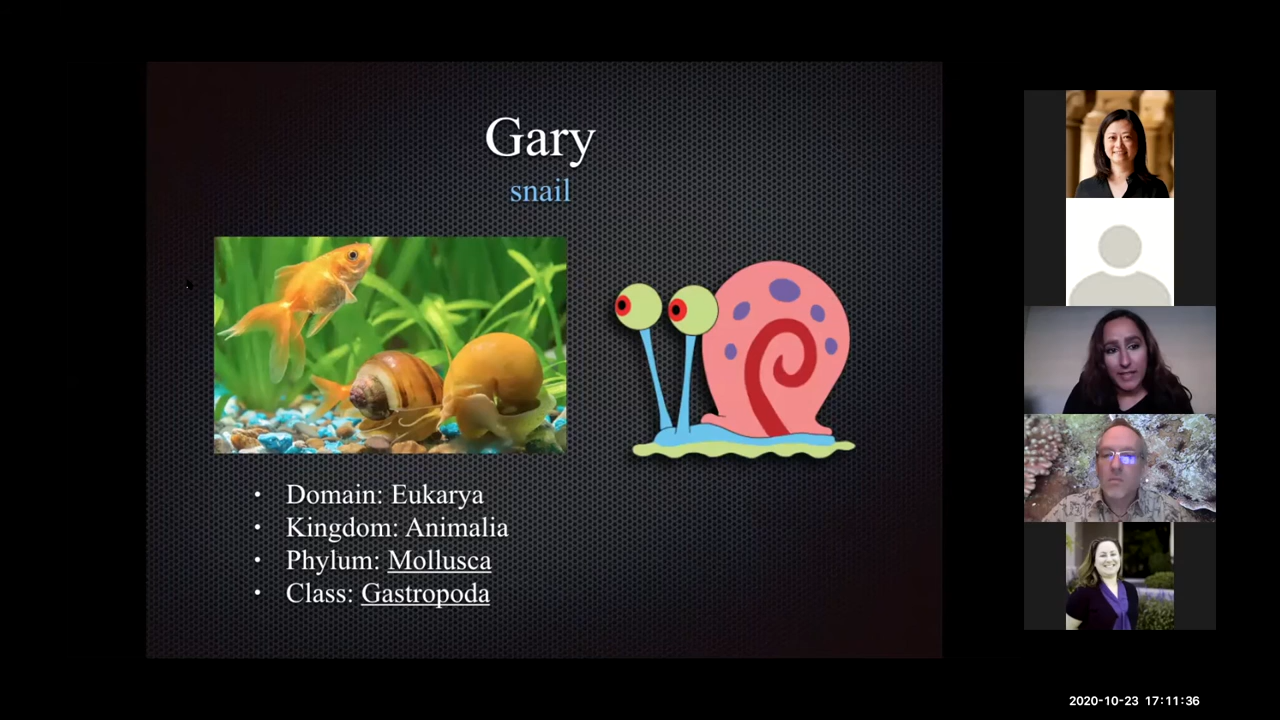 Gary
snail
• Domain: Eukarya
• Kingdom: Animalia
• Phylum: Mollusca
• Class: Gastropoda
2020-10-23 17:11:36